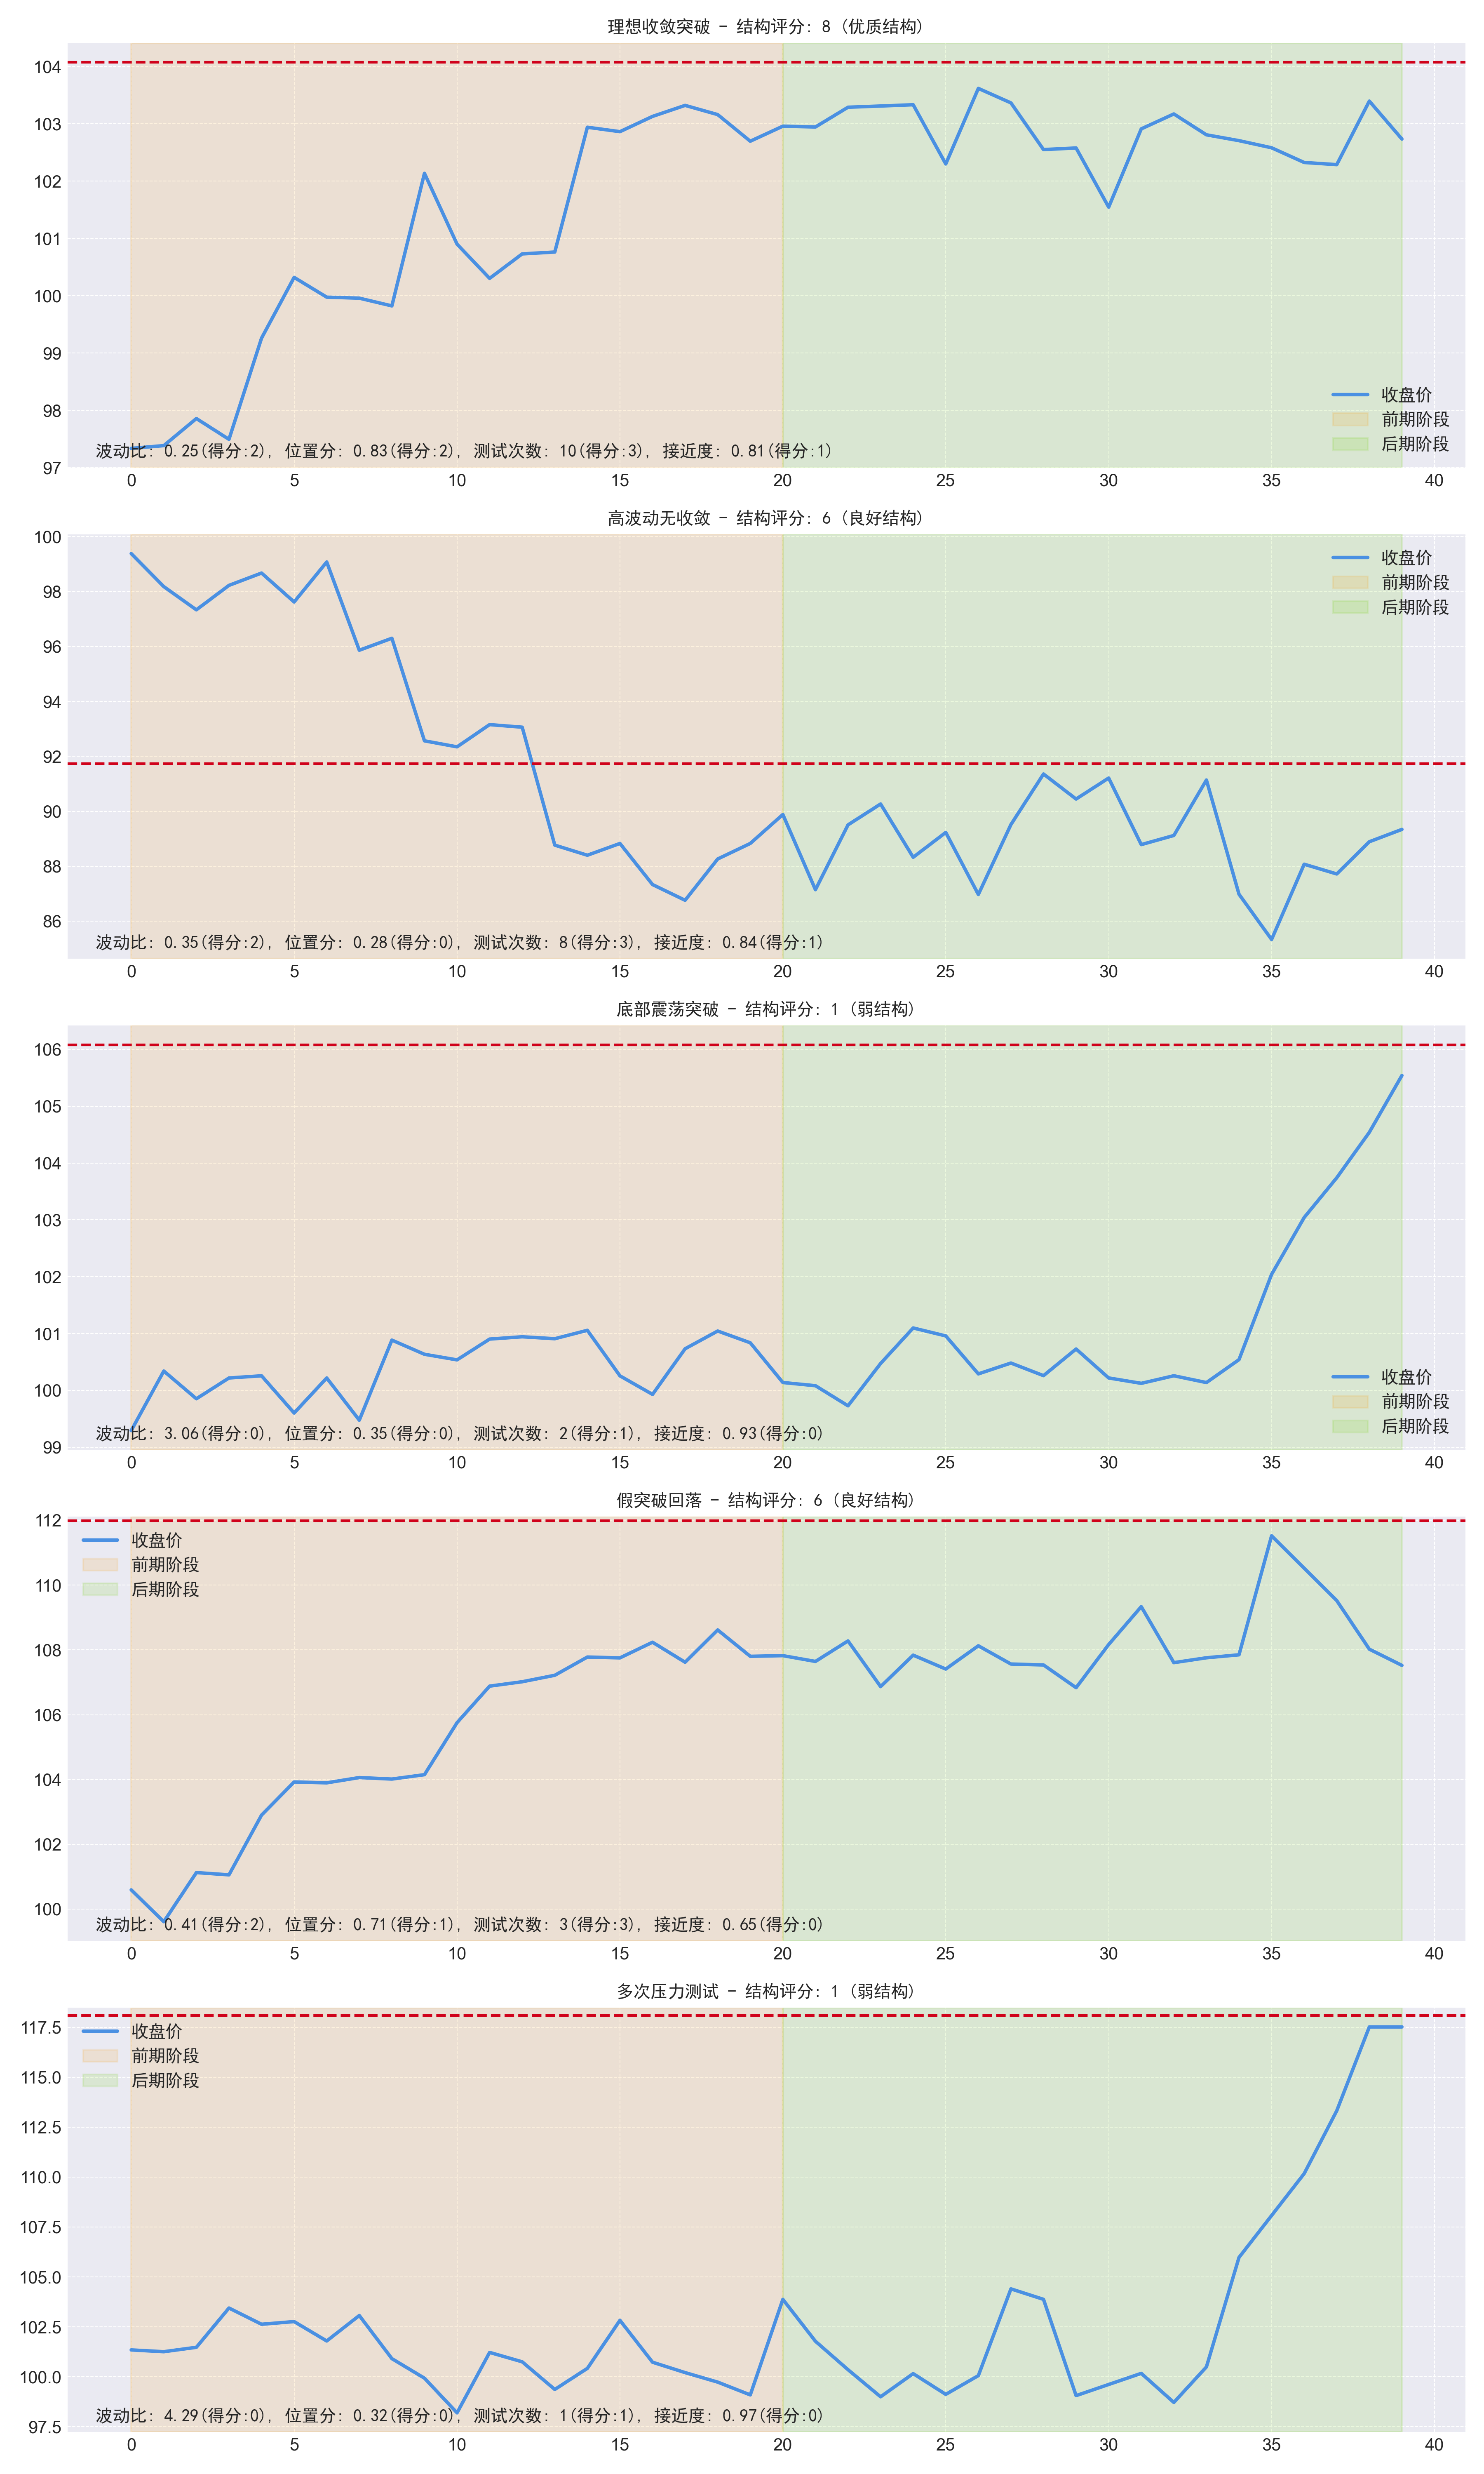 理想收敛突破 - 结构评分: 8 (优质结构)
104
103
102
101
100
99
98
97
收盘价
前期阶段
后期阶段
波动比: 0.25(得分:2), 位置分: 0.83(得分:2), 测试次数: 10(得分:3), 接近度: 0.81(得分:1)
0 5 10 15 20 25 30 35 40
高波动无收敛 - 结构评分: 6 (良好结构)
100
98
96
94
92
90
88
86
收盘价
前期阶段
后期阶段
波动比: 0.35(得分:2), 位置分: 0.28(得分:0), 测试次数: 8(得分:3), 接近度: 0.84(得分:1)
0 5 10 15 20 25 30 35 40
底部震荡突破 - 结构评分: 1 (弱结构)
106
105
104
103
102
101
100
99
收盘价
前期阶段
后期阶段
波动比: 3.06(得分:0), 位置分: 0.35(得分:0), 测试次数: 2(得分:1), 接近度: 0.93(得分:0)
0 5 10 15 20 25 30 35 40
假突破回落 - 结构评分: 6 (良好结构)
112
110
108
106
104
102
100
收盘价
前期阶段
后期阶段
波动比: 0.41(得分:2), 位置分: 0.71(得分:1), 测试次数: 3(得分:3), 接近度: 0.65(得分:0)
0 5 10 15 20 25 30 35 40
多次压力测试 - 结构评分: 1 (弱结构)
117.5
115.0
112.5
110.0
107.5
105.0
102.5
100.0
97.5
收盘价
前期阶段
后期阶段
波动比: 4.29(得分:0), 位置分: 0.32(得分:0), 测试次数: 1(得分:1), 接近度: 0.97(得分:0)
0 5 10 15 20 25 30 35 40